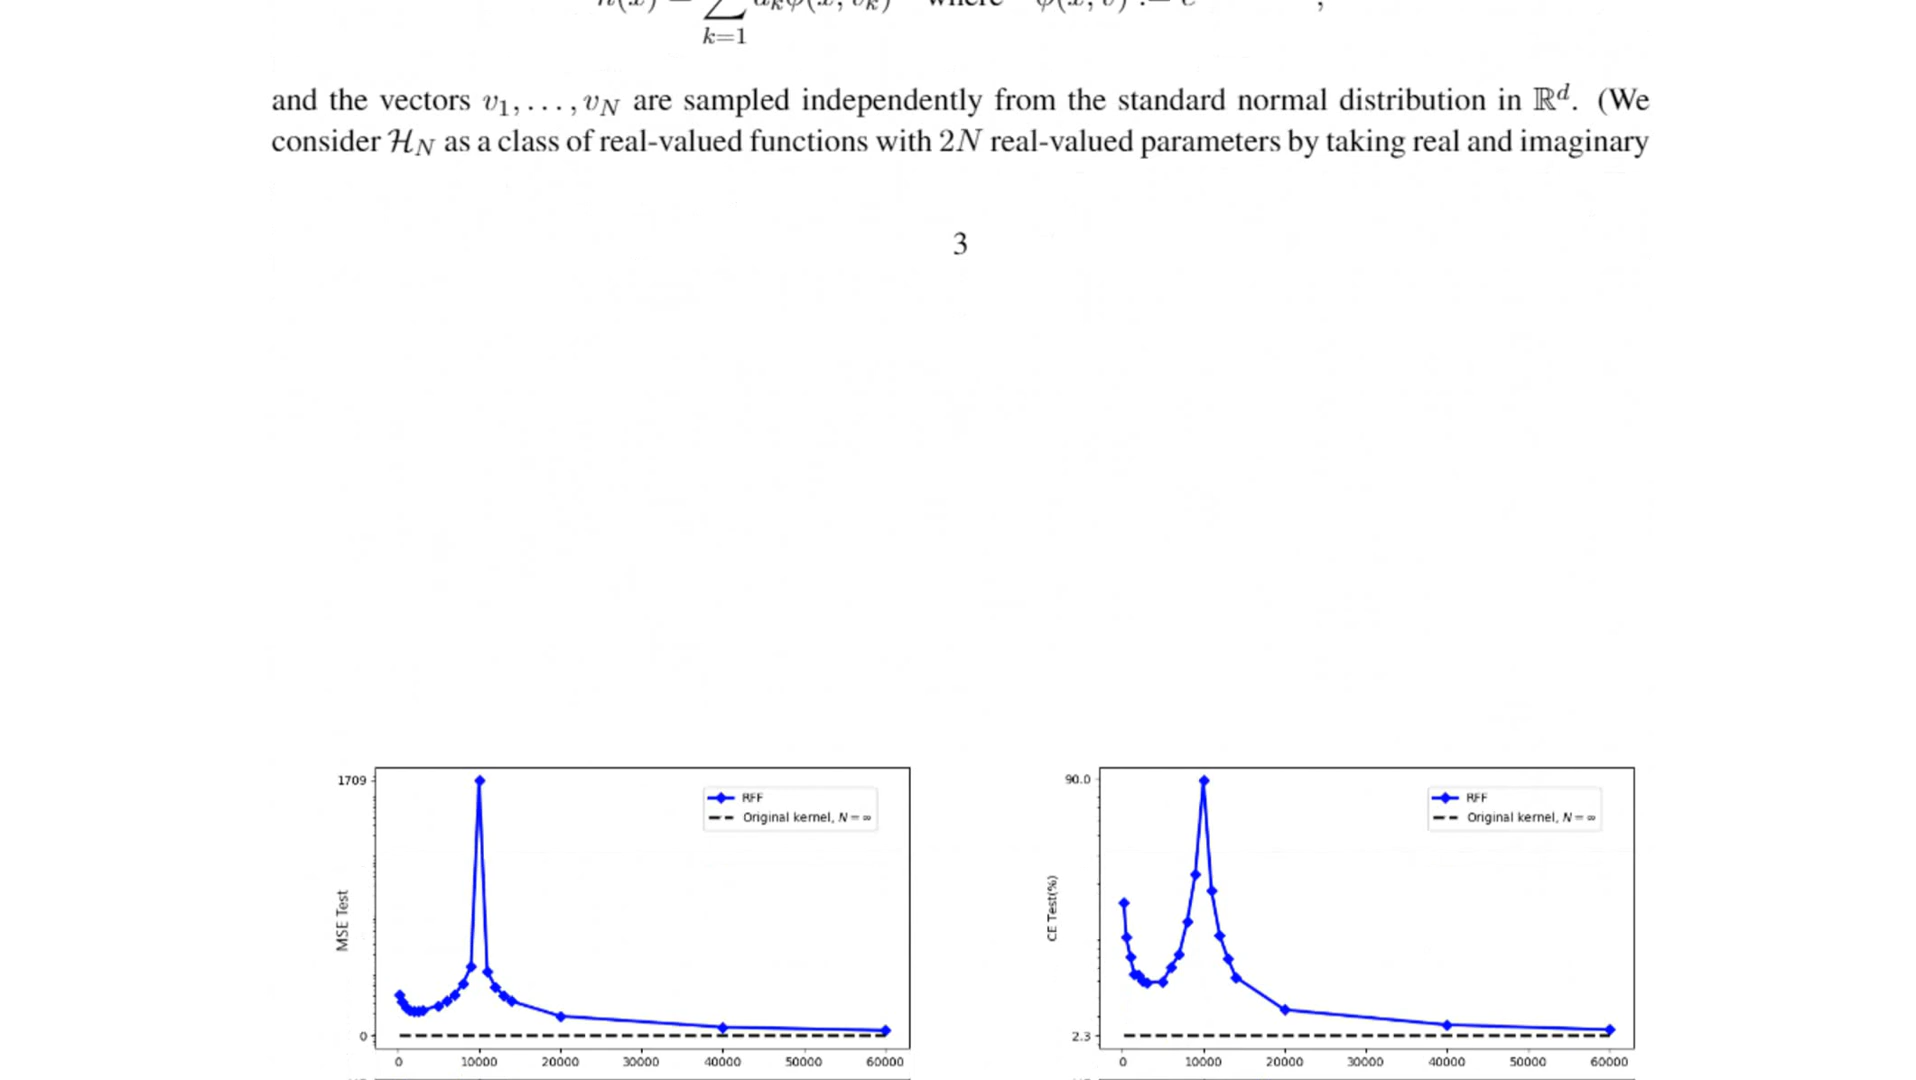 k=1
and the vectors v₁, . . . , v_N are sampled independently from the standard normal distribution in ℝᵈ. (We
consider ℋ_N as a class of real-valued functions with 2N real-valued parameters by taking real and imaginary
3
1709
MSE Test
0
RFF
Original kernel, N = ∞
0 10000 20000 30000 40000 50000 60000
90.0
CE Test(%)
2.3
RFF
Original kernel, N = ∞
0 10000 20000 30000 40000 50000 60000